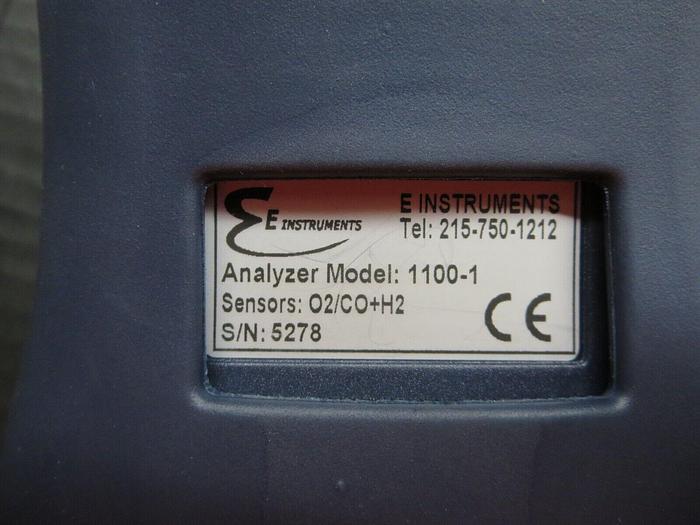 E INSTRUMENTS
E INSTRUMENTS
Tel: 215-750-1212
Analyzer Model: 1100-1
Sensors: O2/CO+H2
S/N: 5278
CE